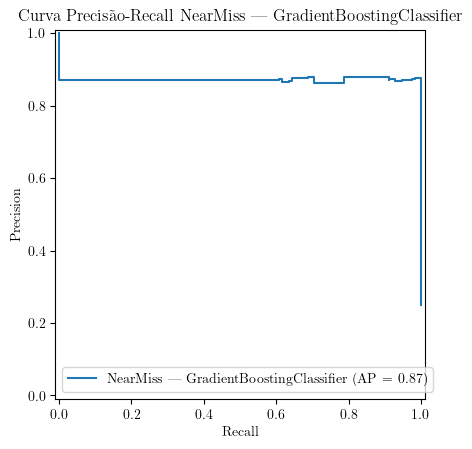 Curva Precisão-Recall NearMiss — GradientBoostingClassifier
1.0
0.8
0.6
0.4
0.2
0.0
Precision
NearMiss — GradientBoostingClassifier (AP = 0.87)
0.0 0.2 0.4 0.6 0.8 1.0
Recall